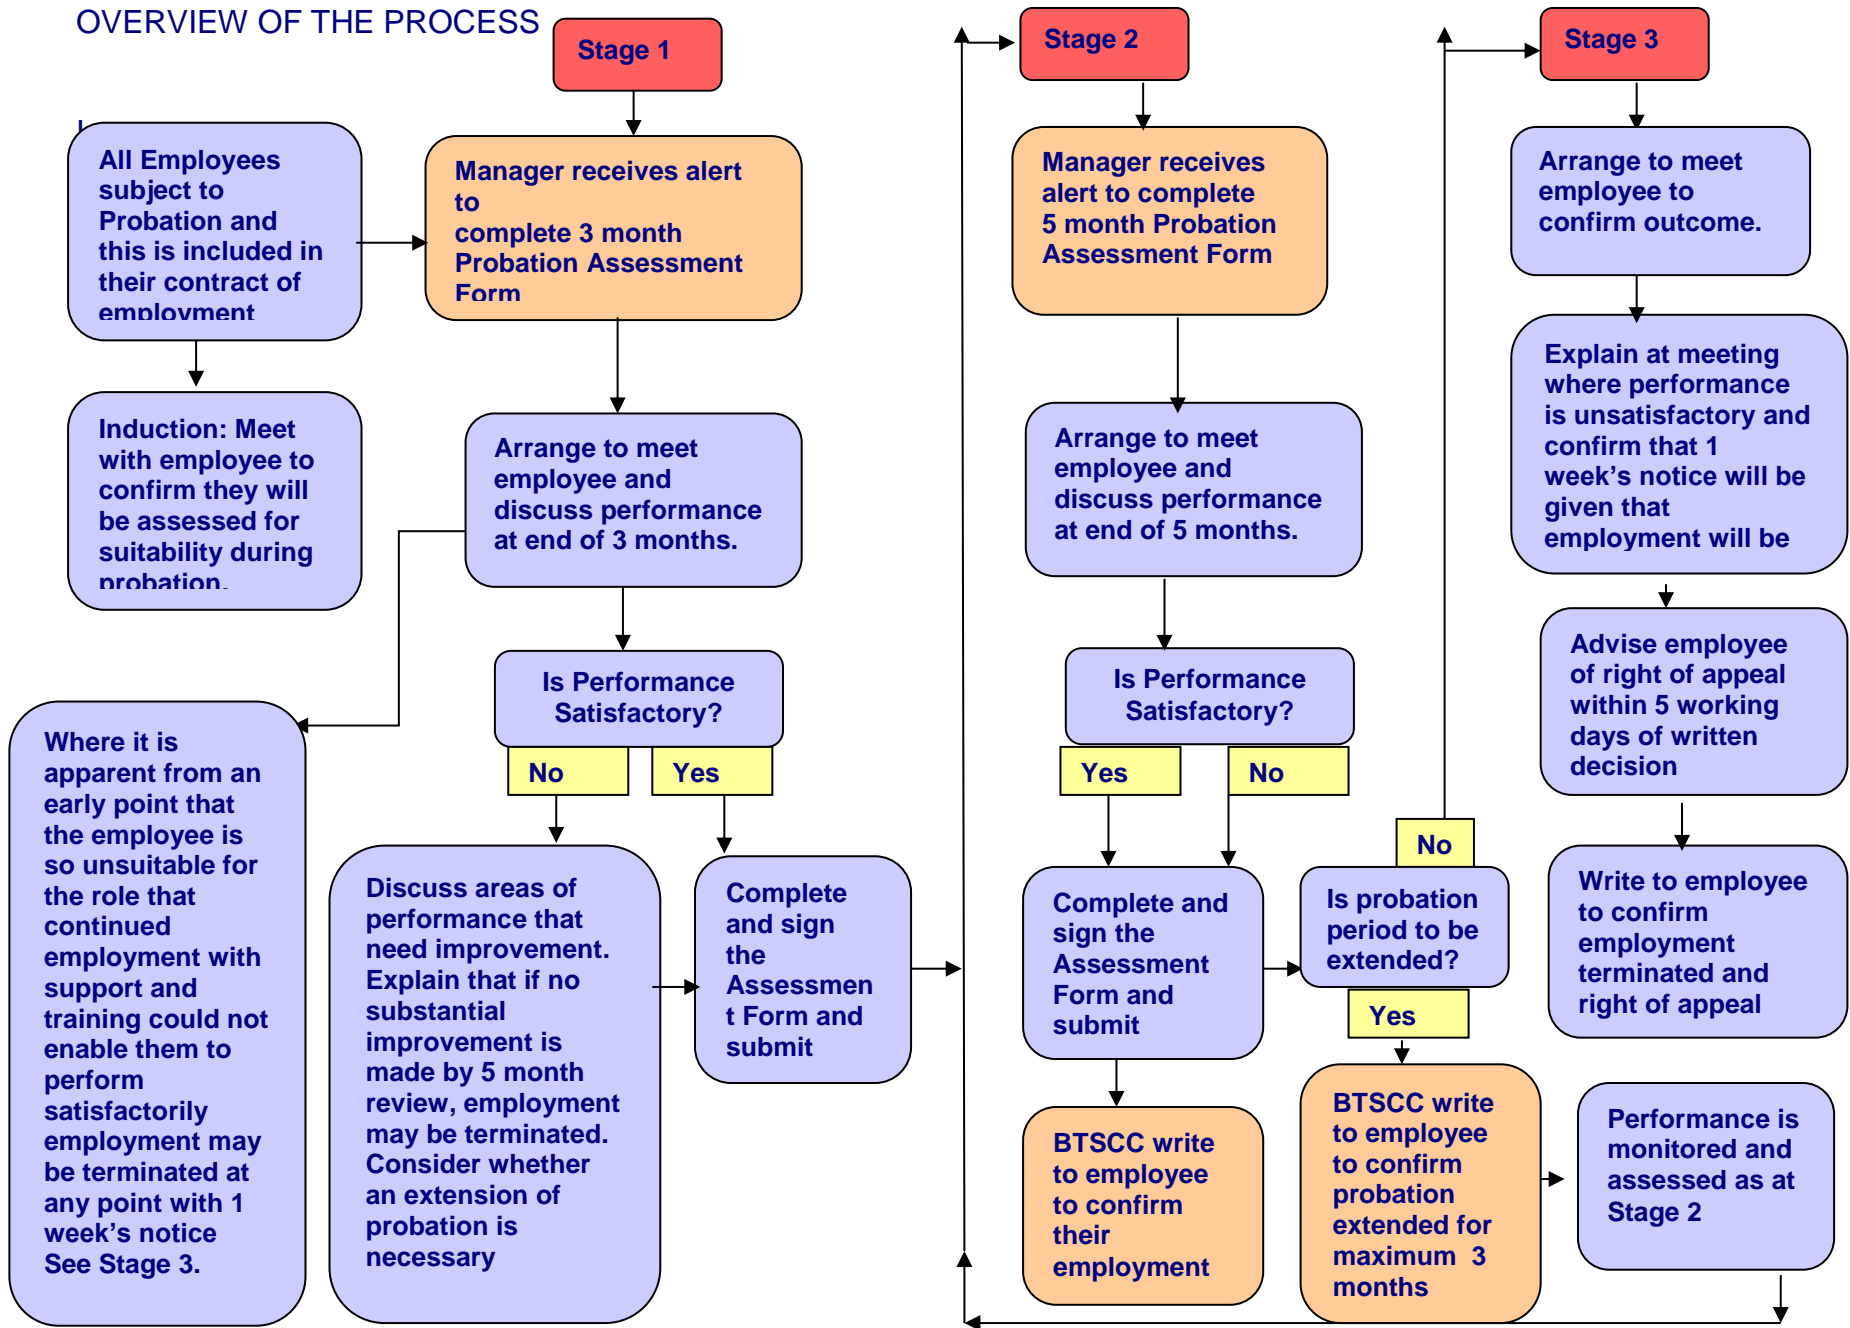 OVERVIEW OF THE PROCESS
Stage 1
All Employees
subject to
Probation and
this is included in
their contract of
employment
Induction: Meet
with employee to
confirm they will
be assessed for
suitability during
probation.
Manager receives alert
to
complete 3 month
Probation Assessment
Form
Arrange to meet
employee and
discuss performance
at end of 3 months.
Is Performance
Satisfactory?
No
Yes
Where it is
apparent from an
early point that
the employee is
so unsuitable for
the role that
continued
employment with
support and
training could not
enable them to
perform
satisfactorily
employment may
be terminated at
any point with 1
week’s notice
See Stage 3.
Discuss areas of
performance that
need improvement.
Explain that if no
substantial
improvement is
made by 5 month
review, employment
may be terminated.
Consider whether
an extension of
probation is
necessary
Complete
and sign
the
Assessmen
t Form and
submit
Stage 2
Manager receives
alert to complete
5 month Probation
Assessment Form
Arrange to meet
employee and
discuss performance
at end of 5 months.
Is Performance
Satisfactory?
Yes
No
Complete and
sign the
Assessment
Form and
submit
BTSCC write
to employee
to confirm
their
employment
No
Is probation
period to be
extended?
Yes
BTSCC write
to employee
to confirm
probation
extended for
maximum 3
months
Performance is
monitored and
assessed as at
Stage 2
Stage 3
Arrange to meet
employee to
confirm outcome.
Explain at meeting
where performance
is unsatisfactory and
confirm that 1
week’s notice will be
given that
employment will be
Advise employee
of right of appeal
within 5 working
days of written
decision
Write to employee
to confirm
employment
terminated and
right of appeal